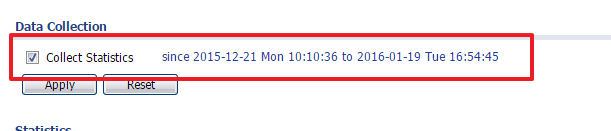 Data Collection
Collect Statistics since 2015-12-21 Mon 10:10:36 to 2016-01-19 Tue 16:54:45
Apply Reset
Statistics